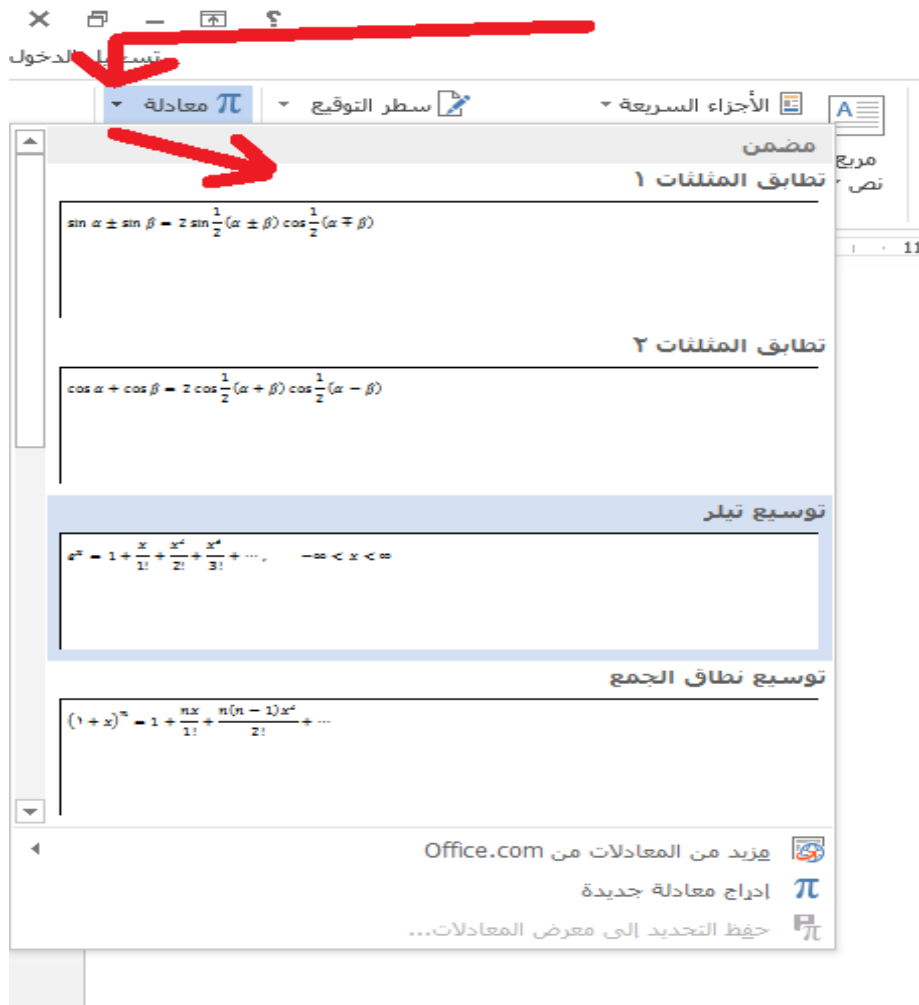 ؟
تسجيل الدخول
A
مربع
نص
الأجزاء السريعة
سطر التوقيع
π معادلة
11
مضمن
تطابق المثلثات ١
sin α ± sin β = 2 sin 1/2 (α ± β) cos 1/2 (α ∓ β)
تطابق المثلثات ٢
cos α + cos β = 2 cos 1/2 (α + β) cos 1/2 (α − β)
توسيع تيلر
eˣ = 1 + x/1! + x²/2! + x³/3! + ⋯, −∞ < x < ∞
توسيع نطاق الجمع
(١ + x)ⁿ = 1 + nx/1! + n(n − 1)x²/2! + ⋯
مزيد من المعادلات من Office.com
π إدراج معادلة جديدة
حفظ التحديد إلى معرض المعادلات...